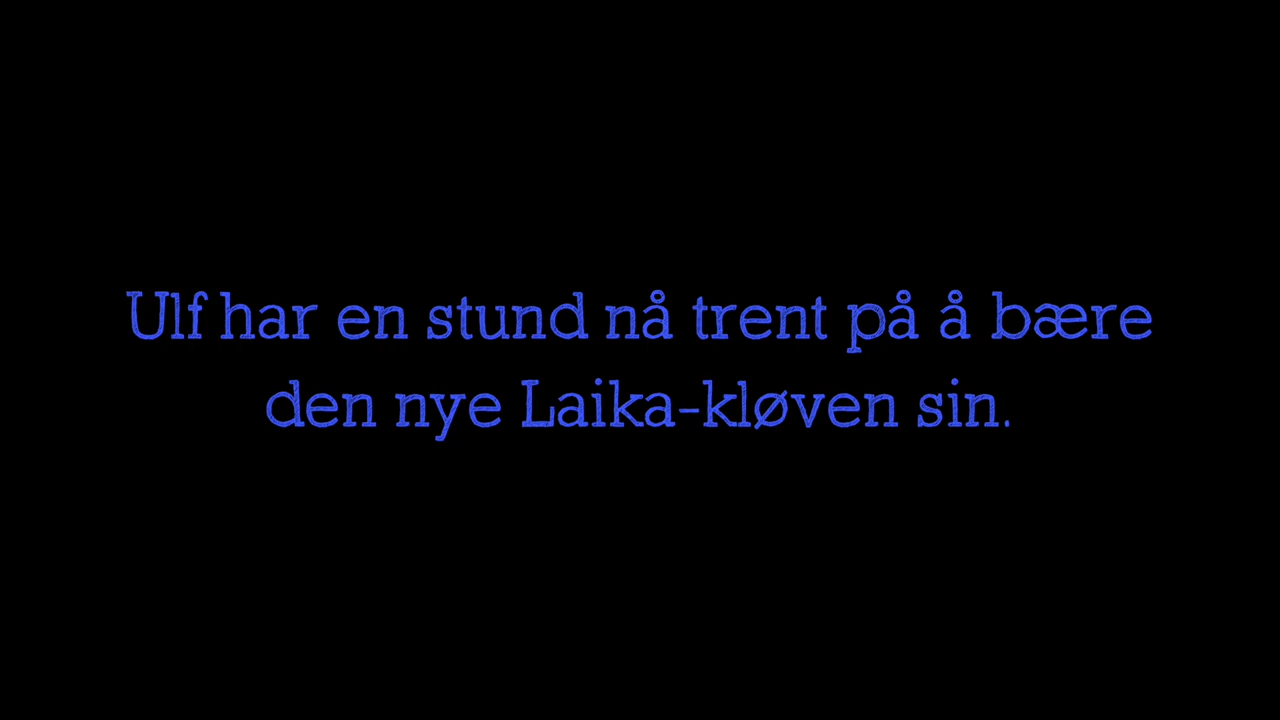 Ulf har en stund nå trent på å bære
den nye Laika-kløven sin.